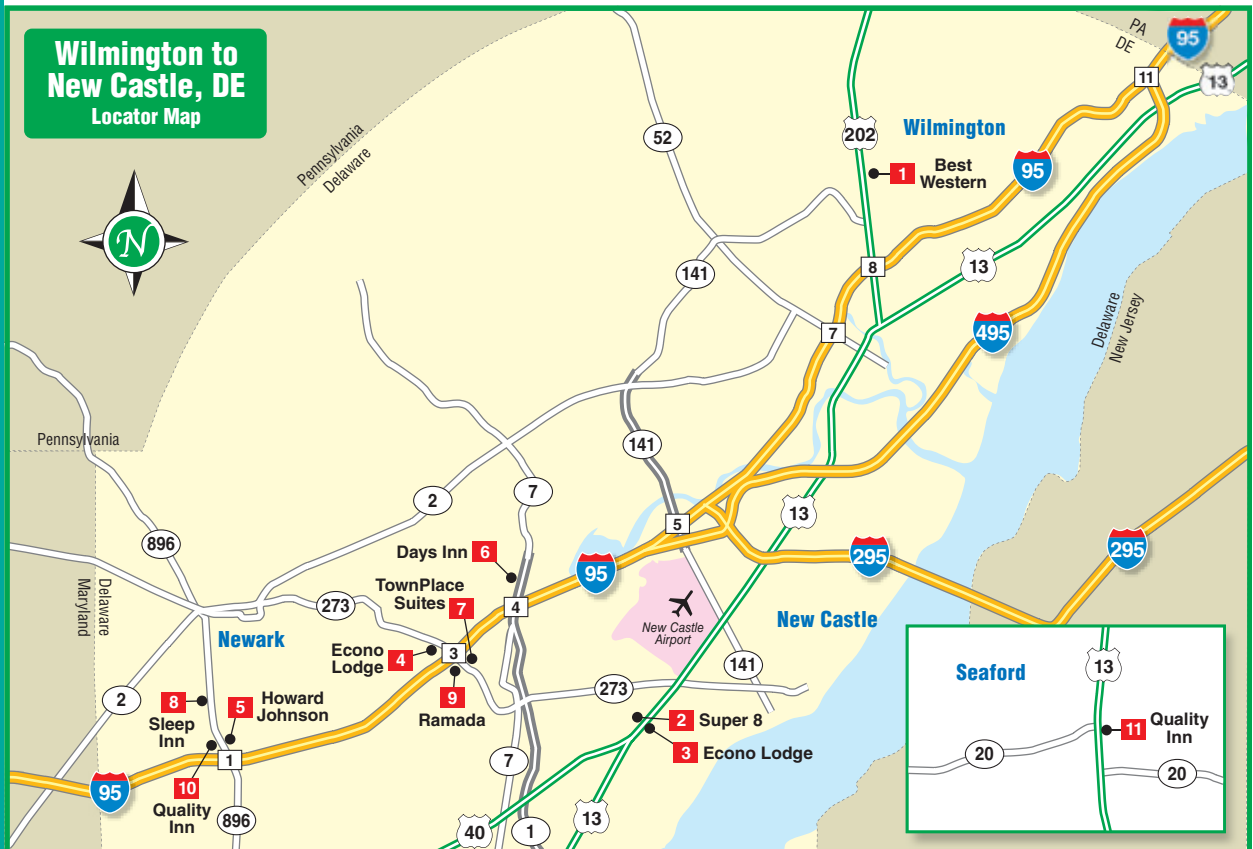 Wilmington to
New Castle, DE
Locator Map
PA
DE
95
13
11
Pennsylvania
Delaware
52
202
Wilmington
1
Best
Western
95
N
141
8
13
7
495
Delaware
New Jersey
Pennsylvania
141
2
7
13
5
896
Days Inn
6
95
295
295
TownPlace
Suites
7
4
New Castle
Airport
New Castle
Maryland
Delaware
273
Newark
Econo
Lodge
4
3
141
9
Ramada
273
2
8
Sleep
Inn
5
Howard
Johnson
2
Super 8
3
Econo Lodge
1
7
10
Quality
Inn
95
896
40
1
13
Seaford
13
11
Quality
Inn
20
20